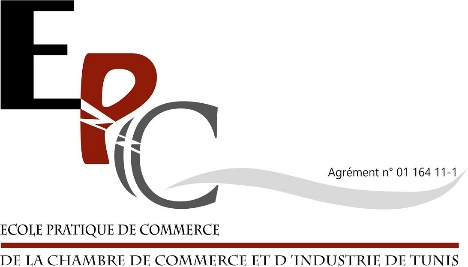 EPC
Agrément n° 01 164 11-1
ECOLE PRATIQUE DE COMMERCE
DE LA CHAMBRE DE COMMERCE ET D 'INDUSTRIE DE TUNIS